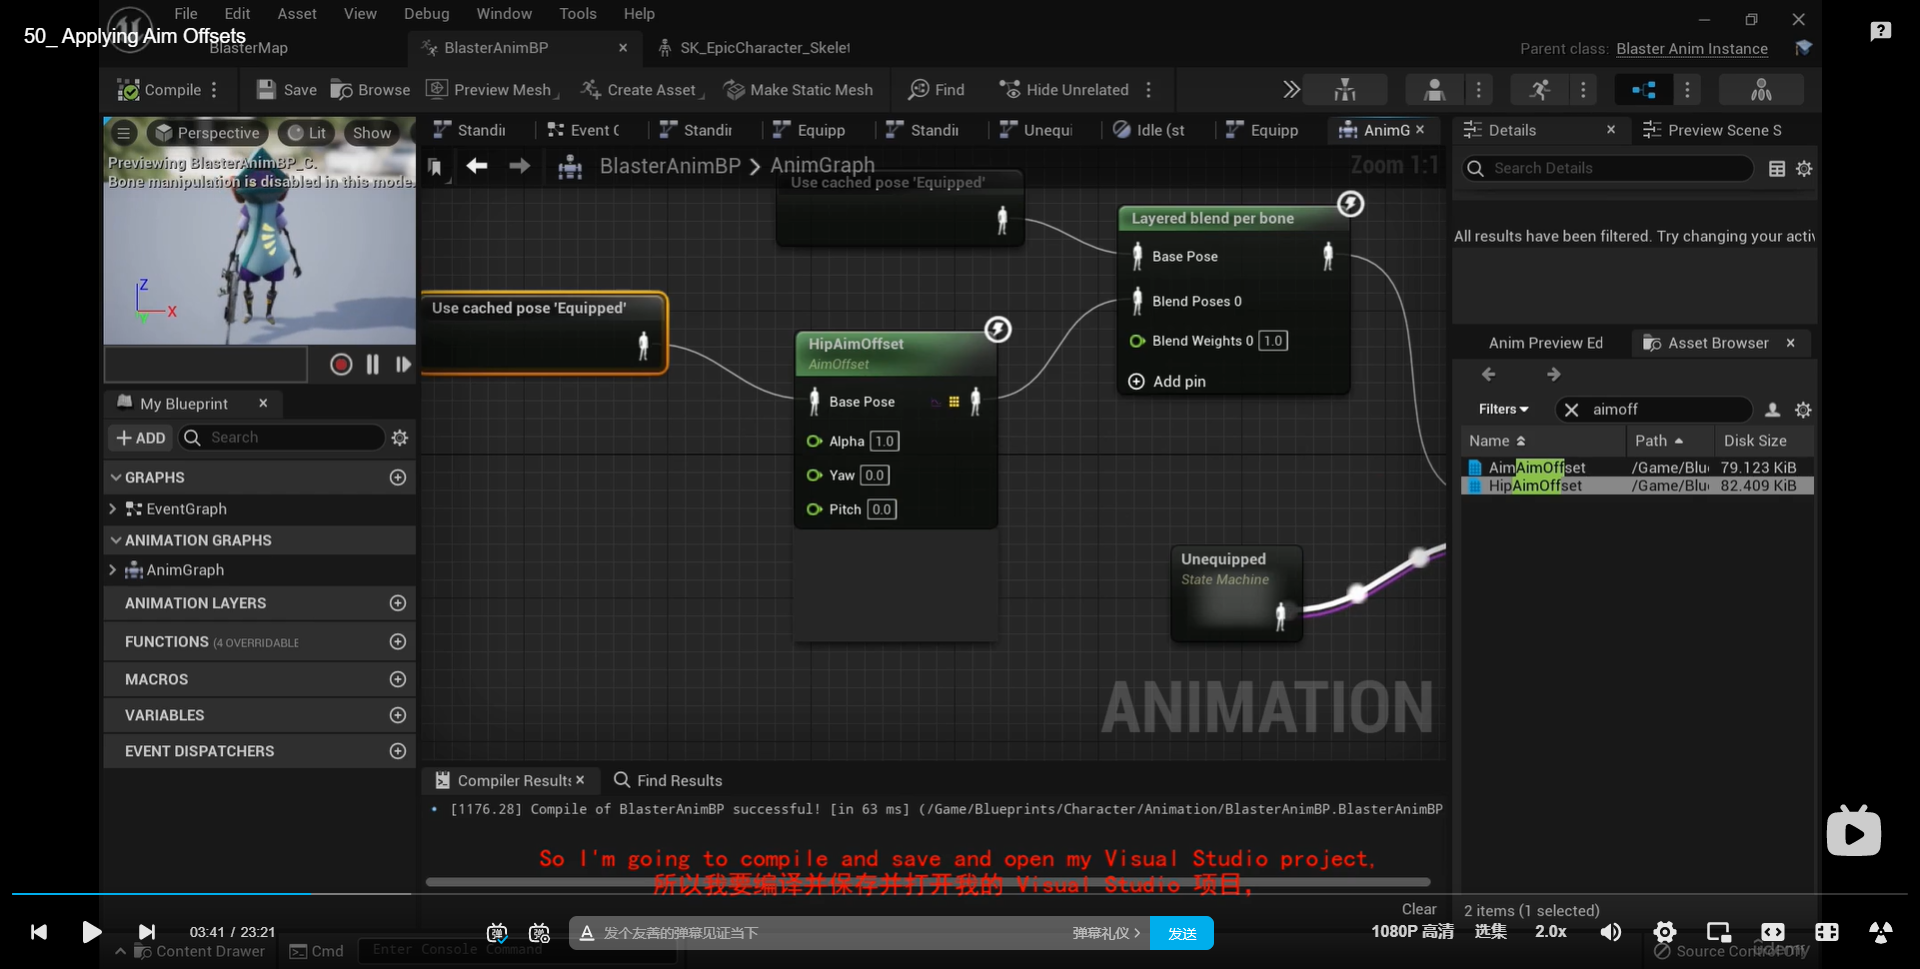 File Edit Asset View Debug Window Tools Help
50_ Applying Aim Offsets
BlasterMap BlasterAnimBP SK_EpicCharacter_Skelet
Parent class: Blaster Anim Instance
Compile Save Browse Preview Mesh Create Asset Make Static Mesh Find Hide Unrelated
Perspective Lit Show
Standi Event Standi Equipp Standi Unequi Idle (st Equipp AnimG
Details Preview Scene S
Previewing BlasterAnimBP_C.
Bone manipulation is disabled in this mode.
BlasterAnimBP > AnimGraph
Zoom 1:1
Search Details
All results have been filtered. Try changing your acti
Z
X
Y
Use cached pose 'Equipped'
Layered blend per bone
Base Pose
Blend Poses 0
Blend Weights 0 1.0
Add pin
Use cached pose 'Equipped'
HipAimOffset
AimOffset
Base Pose
Alpha 1.0
Yaw 0.0
Pitch 0.0
Unequipped
State Machine
ANIMATION
My Blueprint
+ ADD Search
GRAPHS
EventGraph
ANIMATION GRAPHS
AnimGraph
ANIMATION LAYERS
FUNCTIONS (4 OVERRIDABLE
MACROS
VARIABLES
EVENT DISPATCHERS
Anim Preview Ed Asset Browser
Filters aimoff
Name Path Disk Size
AimAimOffset /Game/Blu 79.123 KiB
HipAimOffset /Game/Blu 82.409 KiB
Compiler Results Find Results
[1176.28] Compile of BlasterAnimBP successful! [in 63 ms] (/Game/Blueprints/Character/Animation/BlasterAnimBP.BlasterAnimBP
So I'm going to compile and save and open my Visual Studio project,
所以我要编译并保存并打开我的 Visual Studio 项目,
Clear
2 items (1 selected)
03:41 / 23:21
发个友善的弹幕见证当下
弹幕礼仪 >
发送
1080P 高清 选集 2.0x
Content Drawer Cmd Enter Console Command
Source Control Off
ûdemy